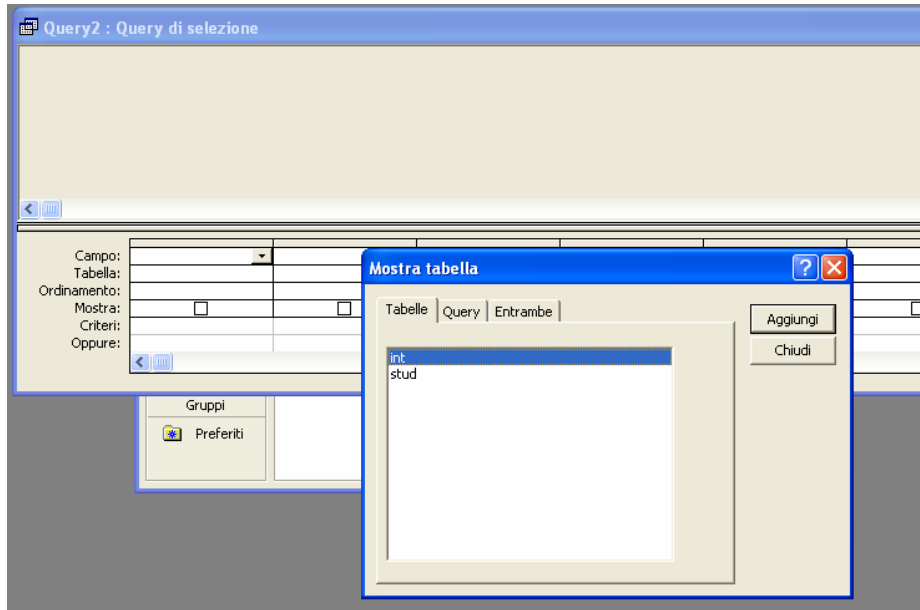 Query2 : Query di selezione
Campo:
Tabella:
Ordinamento:
Mostra:
Criteri:
Oppure:
Mostra tabella
Tabelle Query Entrambe
Aggiungi
Chiudi
int
stud
Gruppi
Preferiti